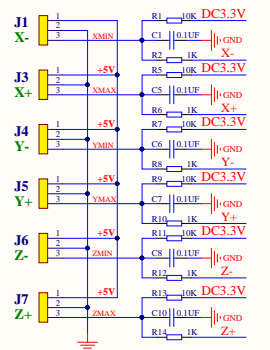 J1 1 R1 10K DC3.3V
X- 2
3 XMIN C1 0.1UF GND
X-
R2 1K
J3 1 +5V R5 10K DC3.3V
X+ 2
3 XMAX C5 0.1UF GND
X+
R6 1K
J4 1 +5V R7 10K DC3.3V
Y- 2
3 YMIN C6 0.1UF GND
Y-
R8 1K
J5 1 +5V R9 10K DC3.3V
Y+ 2
3 YMAX C7 0.1UF GND
Y+
R10 1K
J6 1 +5V R11 10K DC3.3V
Z- 2
3 ZMIN C8 0.1UF GND
Z-
R12 1K
J7 1 +5V R13 10K DC3.3V
Z+ 2
3 ZMAX C10 0.1UF GND
Z+
R14 1K